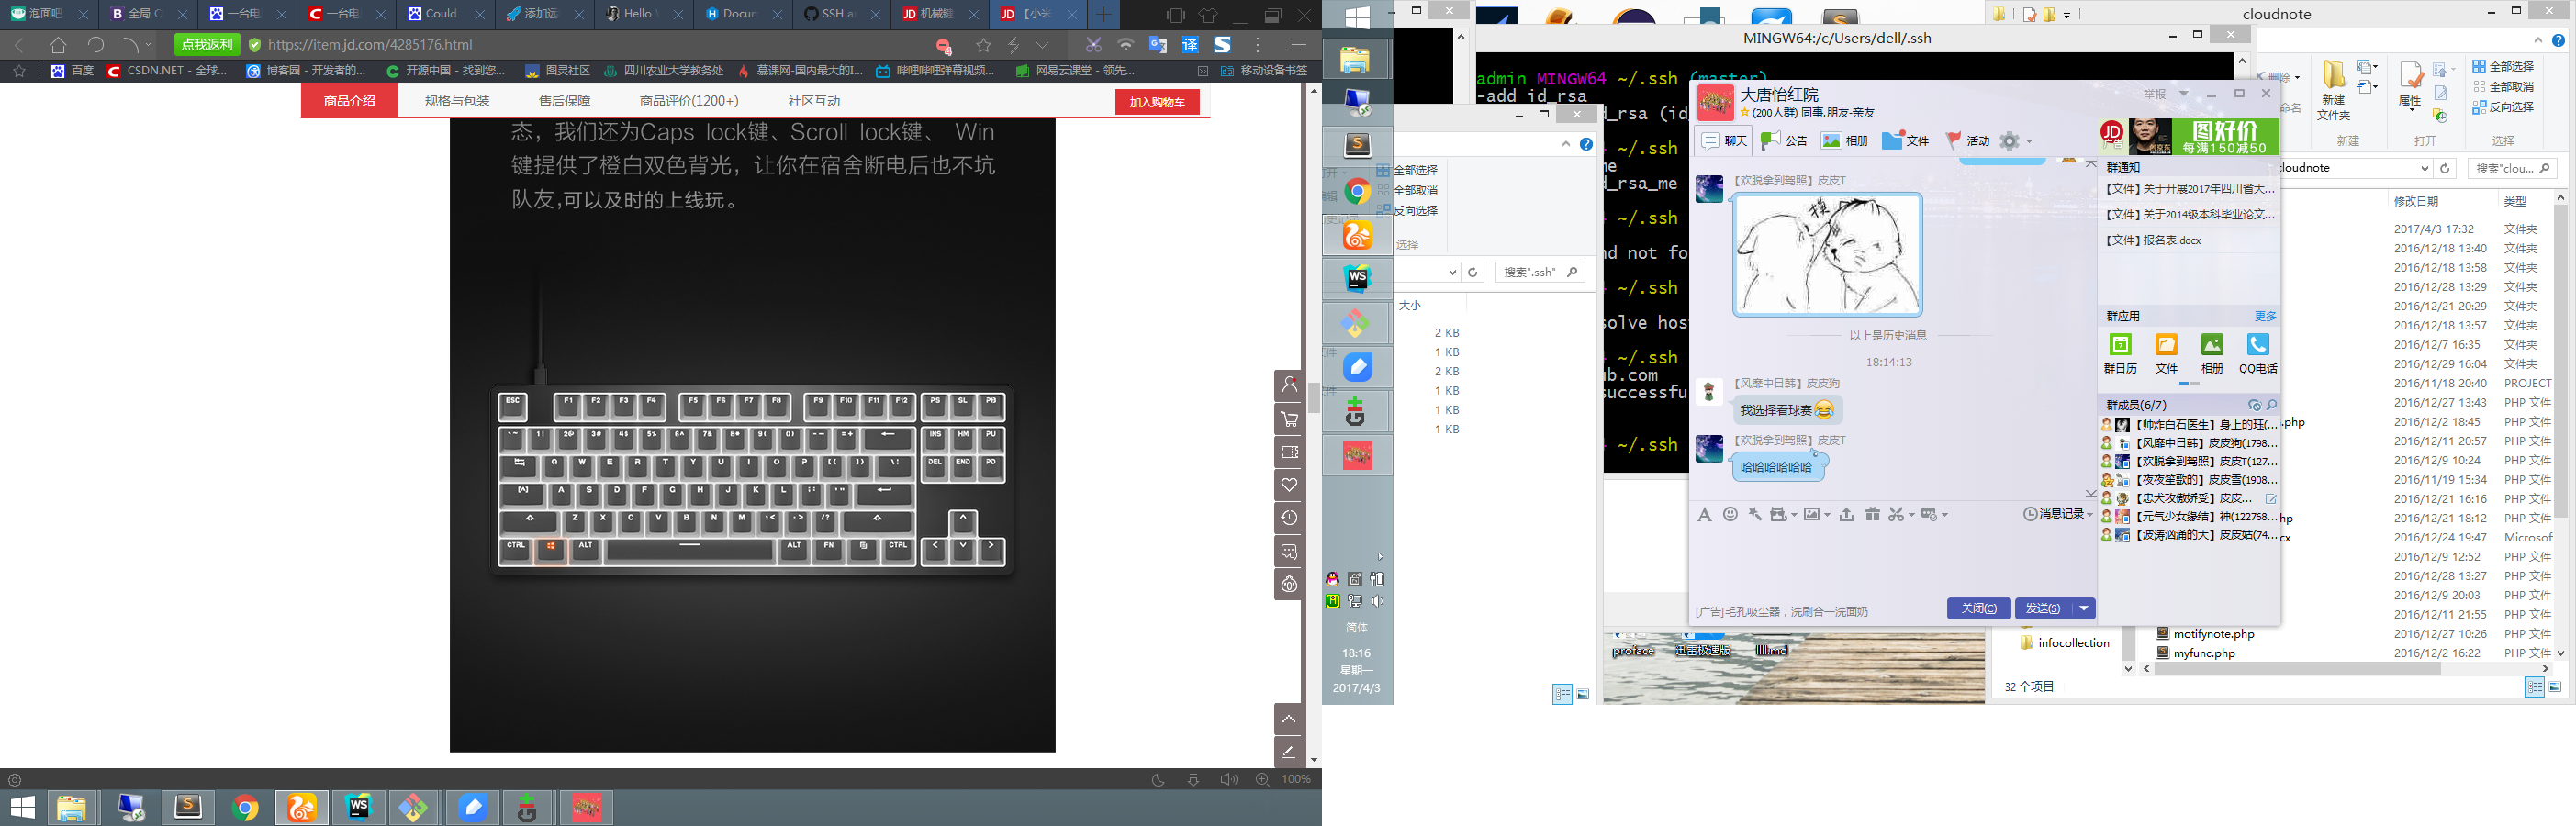 泡面吧
全局 C
一台电
一台电
Could
添加远
Hello
Docum
SSH a
机械键
【小米
点我返利
https://item.jd.com/4285176.html
4
译
百度
CSDN.NET - 全球...
博客园 - 开发者的...
开源中国 - 找到您...
图灵社区
四川农业大学教务处
慕课网-国内最大的I...
哔哩哔哩弹幕视频...
网易云课堂 - 领先...
移动设备书签
商品介绍
规格与包装
售后保障
商品评价(1200+)
社区互动
加入购物车
态，我们还为Caps lock键、Scroll lock键、 Win
键提供了橙白双色背光，让你在宿舍断电后也不坑
队友,可以及时的上线玩。
ESC F1 F2 F3 F4 F5 F6 F7 F8 F9 F10 F11 F12 PS SL PB
INS HM PU
Q W E R T Y U I O P DEL END PD
A S D F G H J K L
Z X C V B N M
CTRL ALT ALT FN CTRL
100%
简体
18:16
星期一
2017/4/3
全部选择
全部取消
反向选择
选择
搜索".ssh"
大小
2 KB
1 KB
2 KB
1 KB
1 KB
1 KB
MINGW64:/c/Users/dell/.ssh
admin MINGW64 ~/.ssh (master)
-add id_rsa
d_rsa (id
~/.ssh
me
d_rsa_me
~/.ssh
nd not fo
~/.ssh
solve hos
~/.ssh
ub.com
successfu
~/.ssh
proface
迅雷极速版
大唐怡红院
(200人群) 同事.朋友-亲友
举报
聊天
公告
相册
文件
活动
JD
图好价
每满150减50
【欢脱拿到驾照】皮皮T
摸
以上是历史消息
18:14:13
【风靡中日韩】皮皮狗
我选择看球赛
【欢脱拿到驾照】皮皮T
哈哈哈哈哈哈
消息记录
[广告]毛孔吸尘器，洗刷合一洗面奶
关闭(C)
发送(S)
群通知
【文件】关于开展2017年四川省大...
【文件】关于2014级本科毕业论文...
【文件】报名表.docx
群应用
更多
群日历
文件
相册
QQ电话
群成员(6/7)
【帅炸白石医生】身上的珏(...
【风靡中日韩】皮皮狗(1798...
【欢脱拿到驾照】皮皮T(127...
【夜夜笙歌的】皮皮雪(1908...
【忠犬攻傲娇受】皮皮...
【元气少女缘结】神(122768...
【波涛汹涌的大】皮皮姑(74...
cloudnote
删除
新建
文件夹
新建
属性
打开
全部选择
全部取消
反向选择
选择
cloudnote
搜索"clou...
修改日期
类型
2017/4/3 17:32 文件夹
2016/12/18 13:40 文件夹
2016/12/18 13:58 文件夹
2016/12/28 13:29 文件夹
2016/12/21 20:29 文件夹
2016/12/18 13:57 文件夹
2016/12/7 16:35 文件夹
2016/12/29 16:04 文件夹
2016/11/18 20:40 PROJECT
2016/12/27 13:43 PHP 文件
.php 2016/12/2 18:45 PHP 文件
2016/12/11 20:57 PHP 文件
2016/12/9 10:24 PHP 文件
2016/11/19 15:34 PHP 文件
2016/12/21 16:16 PHP 文件
hp 2016/12/21 18:12 PHP 文件
cx 2016/12/24 19:47 Microsof
2016/12/9 12:52 PHP 文件
2016/12/28 13:27 PHP 文件
2016/12/9 20:03 PHP 文件
2016/12/11 21:55 PHP 文件
motifynote.php 2016/12/27 10:26 PHP 文件
myfunc.php 2016/12/2 16:22 PHP 文件
infocollection
32 个项目